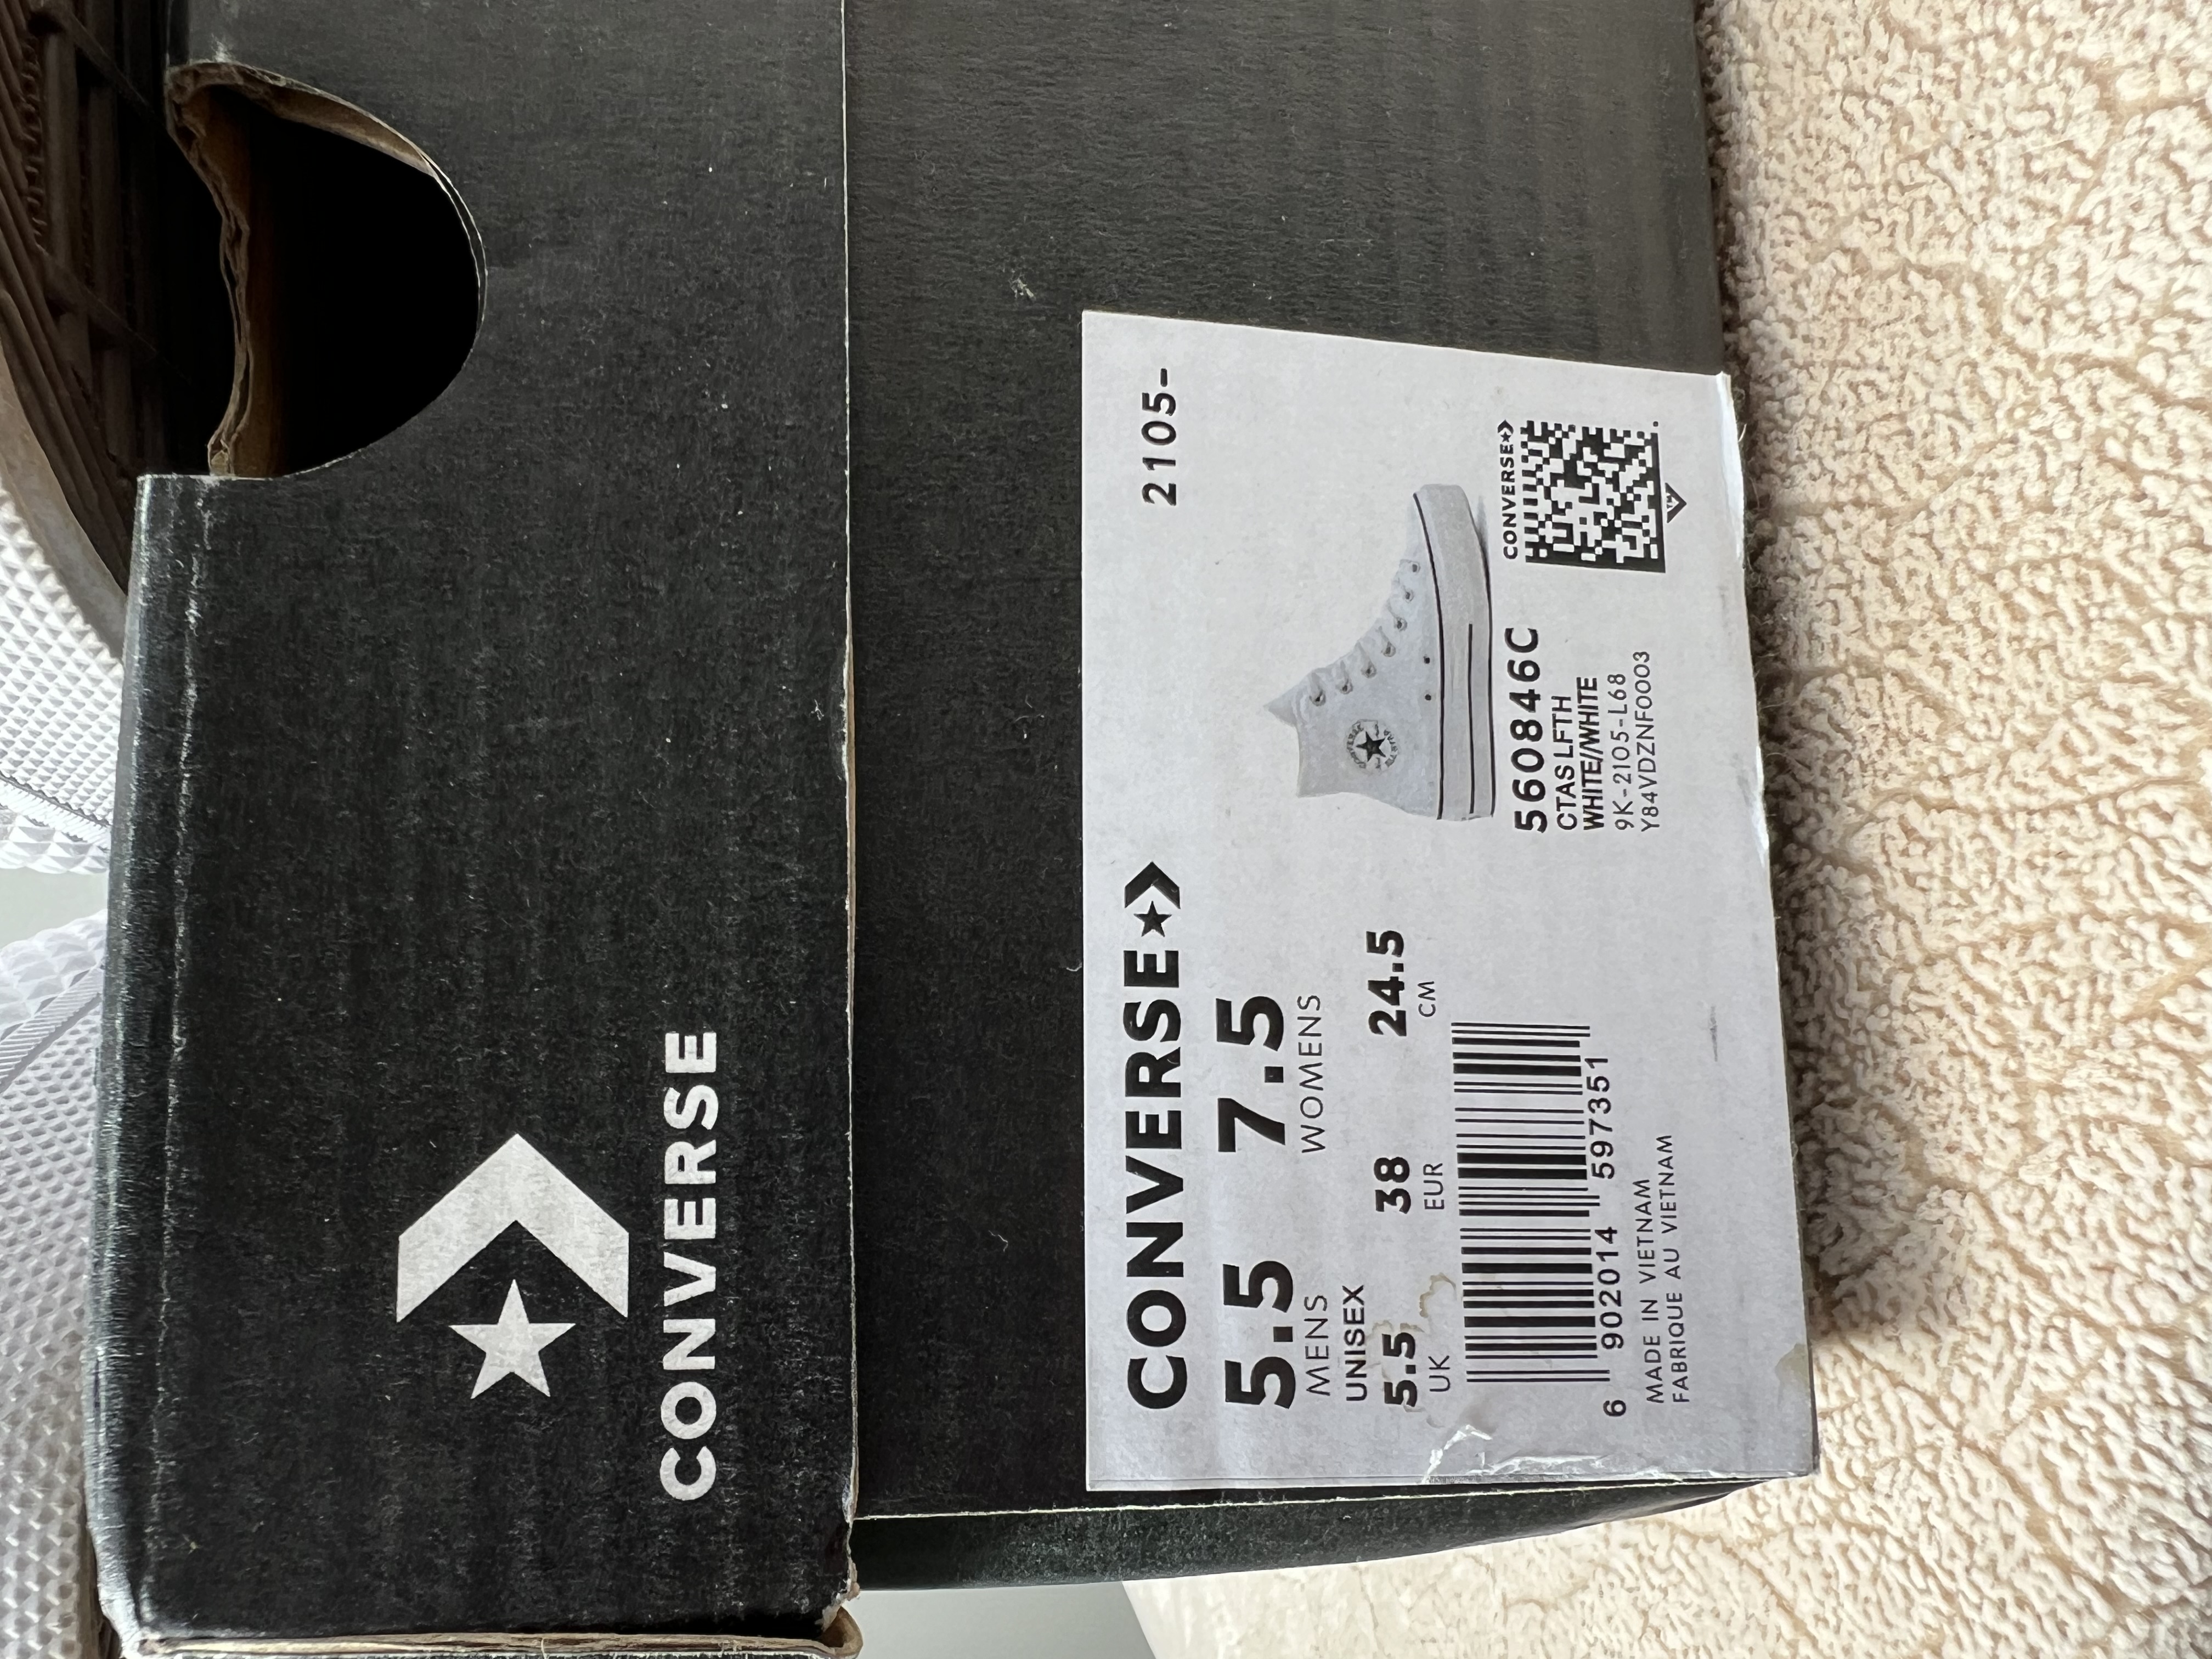 CONVERSE
CONVERSE
2105-
5.5 7.5
MENS WOMENS
UNISEX
5.5 38 24.5
UK EUR CM
6 902014 597351
MADE IN VIETNAM
FABRIQUE AU VIETNAM
CONVERSE
560846C
CTAS LFTH
WHITE/WHITE
9K-2105-L68
Y84VDZNF0003